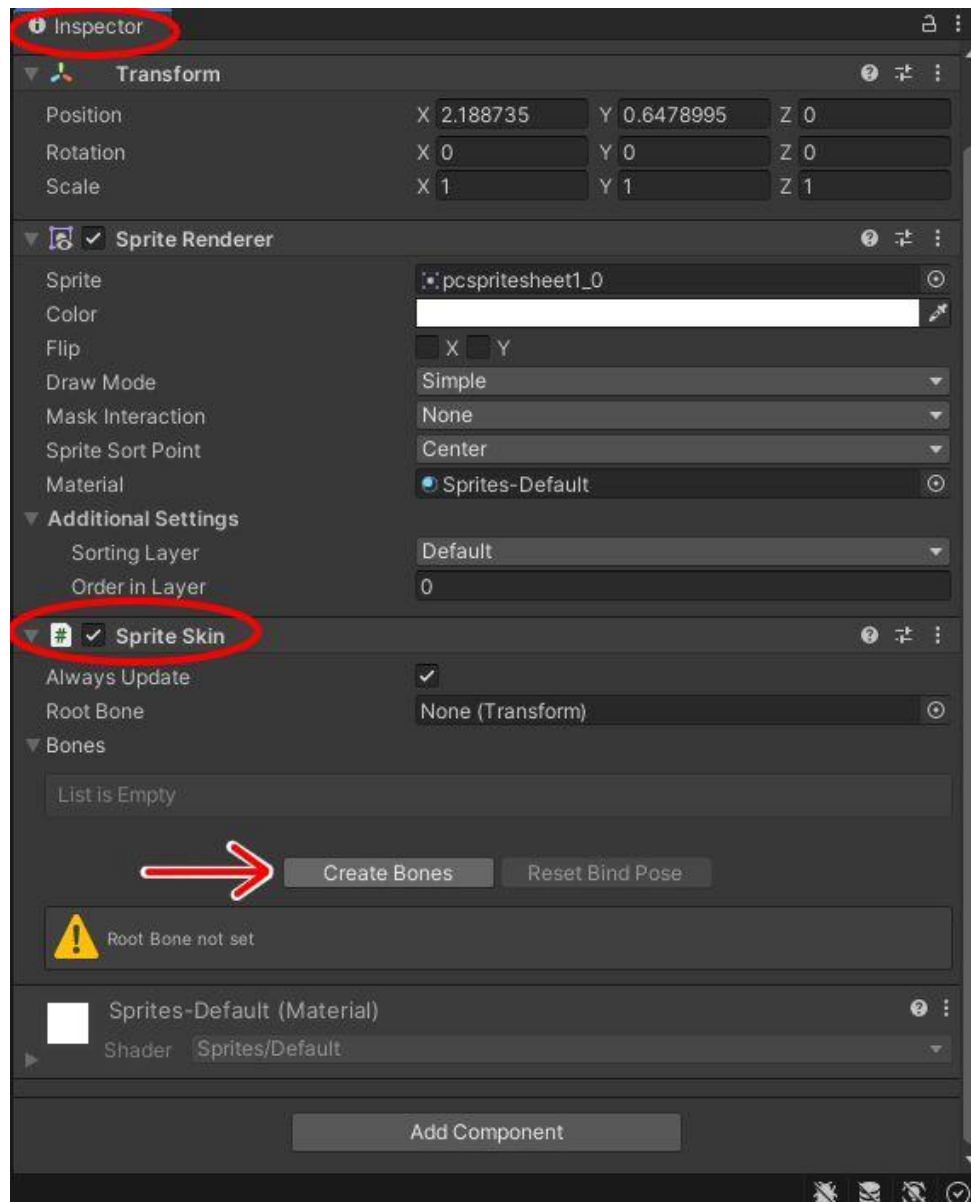 Inspector
Transform
Position X 2.188735 Y 0.6478995 Z 0
Rotation X 0 Y 0 Z 0
Scale X 1 Y 1 Z 1
Sprite Renderer
Sprite pcspritesheet1_0
Color
Flip X Y
Draw Mode Simple
Mask Interaction None
Sprite Sort Point Center
Material Sprites-Default
Additional Settings
Sorting Layer Default
Order in Layer 0
# Sprite Skin
Always Update
Root Bone None (Transform)
Bones
List is Empty
Create Bones Reset Bind Pose
Root Bone not set
Sprites-Default (Material)
Shader Sprites/Default
Add Component